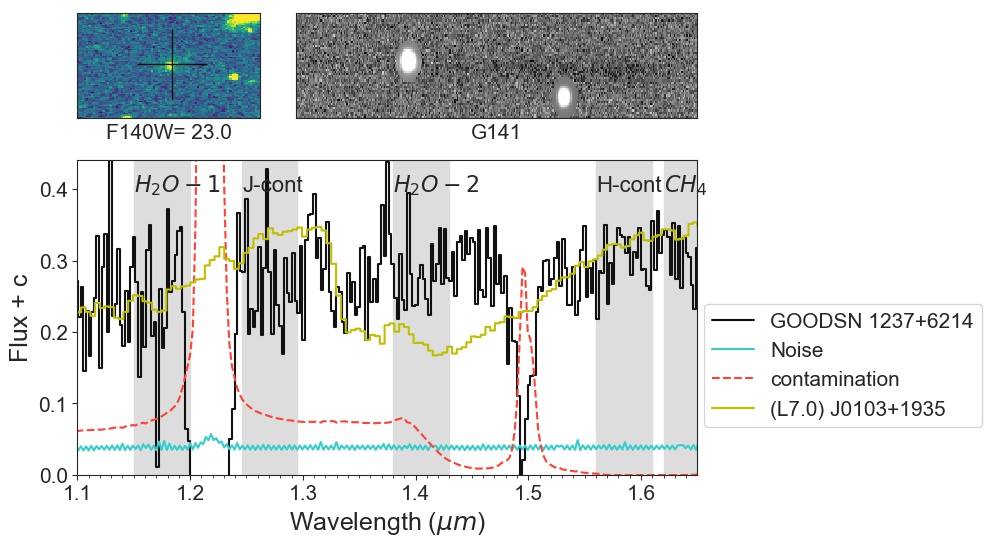 F140W= 23.0
G141
$H_2O-1$ J-cont $H_2O-2$ H-cont $CH_4$
0.4
0.3
0.2
0.1
0.0
Flux + c
1.1 1.2 1.3 1.4 1.5 1.6
Wavelength ($\mu m$)
GOODSN 1237+6214
Noise
contamination
(L7.0) J0103+1935